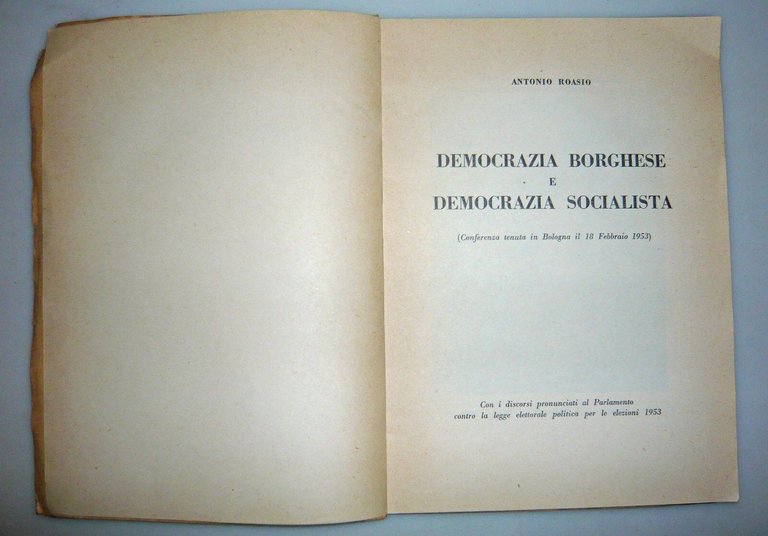 ANTONIO ROASIO
DEMOCRAZIA BORGHESE
E
DEMOCRAZIA SOCIALISTA
(Conferenza tenuta in Bologna il 18 Febbraio 1953)
Con i discorsi pronunciati al Parlamento
contro la legge elettorale politica per le elezioni 1953